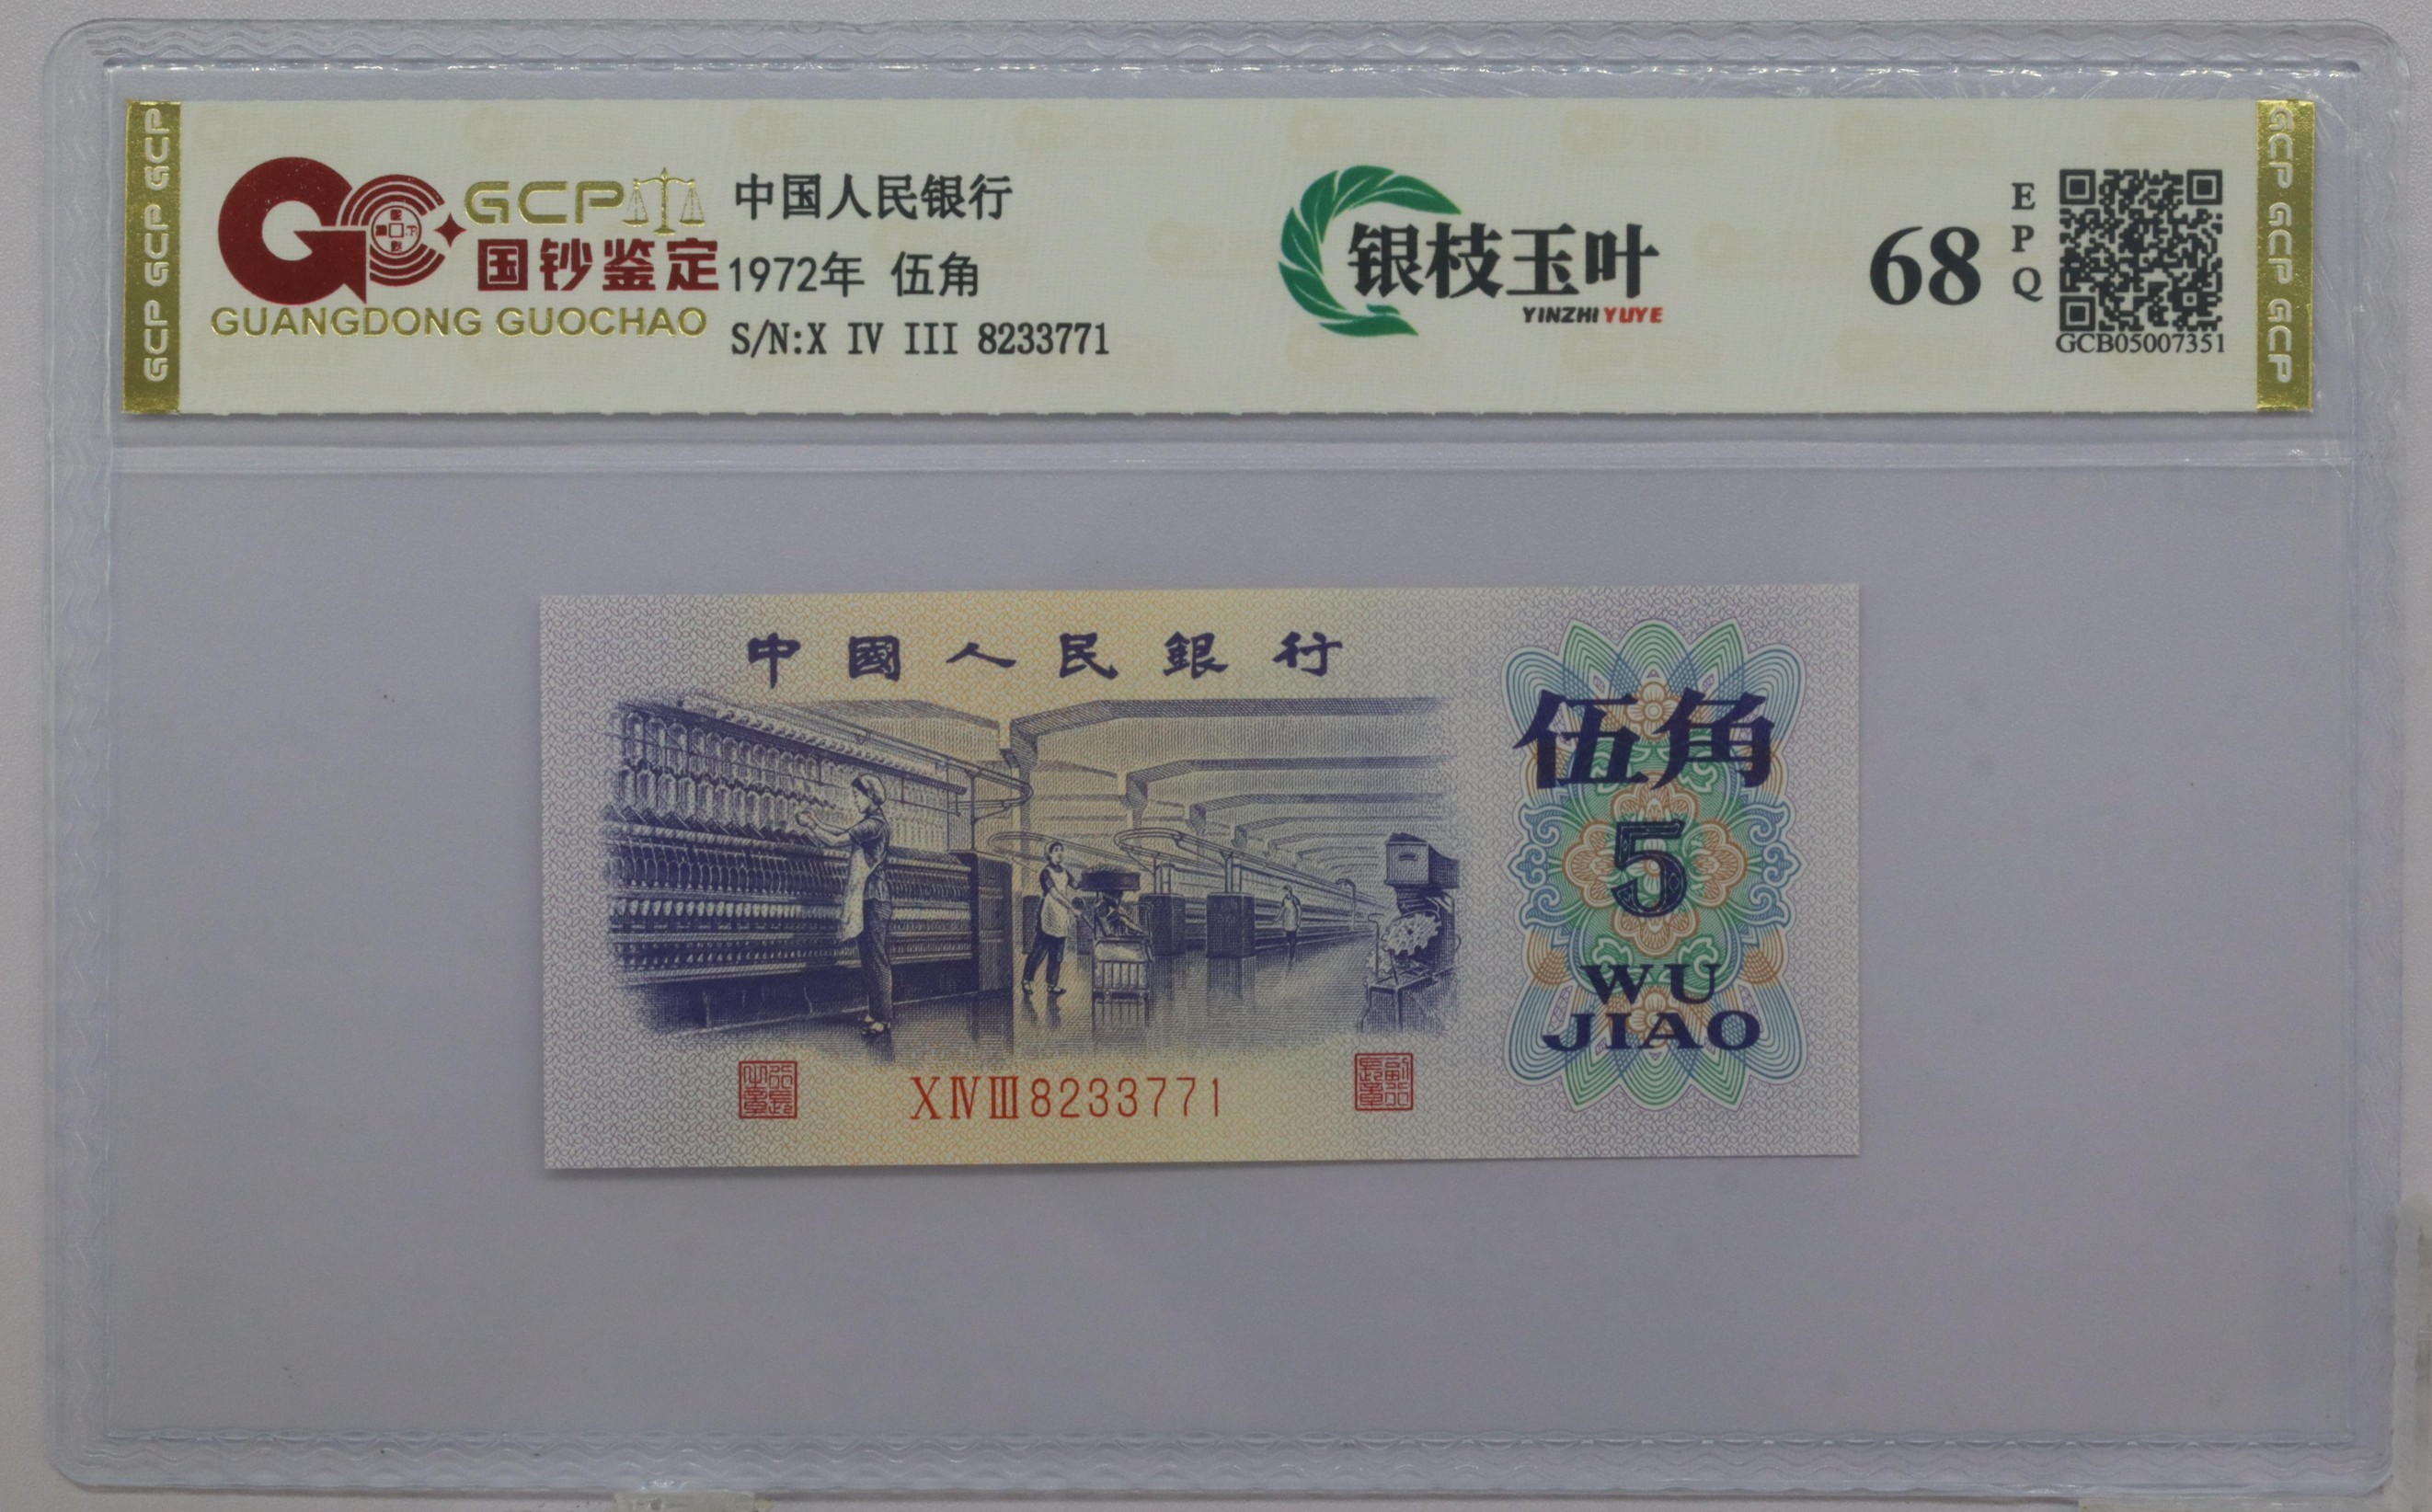 GCP GCP GCP
GCP
国钞鉴定
GUANGDONG GUOCHAO
中国人民银行
1972年 伍角
S/N:X IV III 8233771
银枝玉叶
YINZHI YUYE
68
EPQ
GCB05007351
GCP GCP GCP
中國人民銀行
伍角
5
WU
JIAO
ⅩⅣⅢ8233771